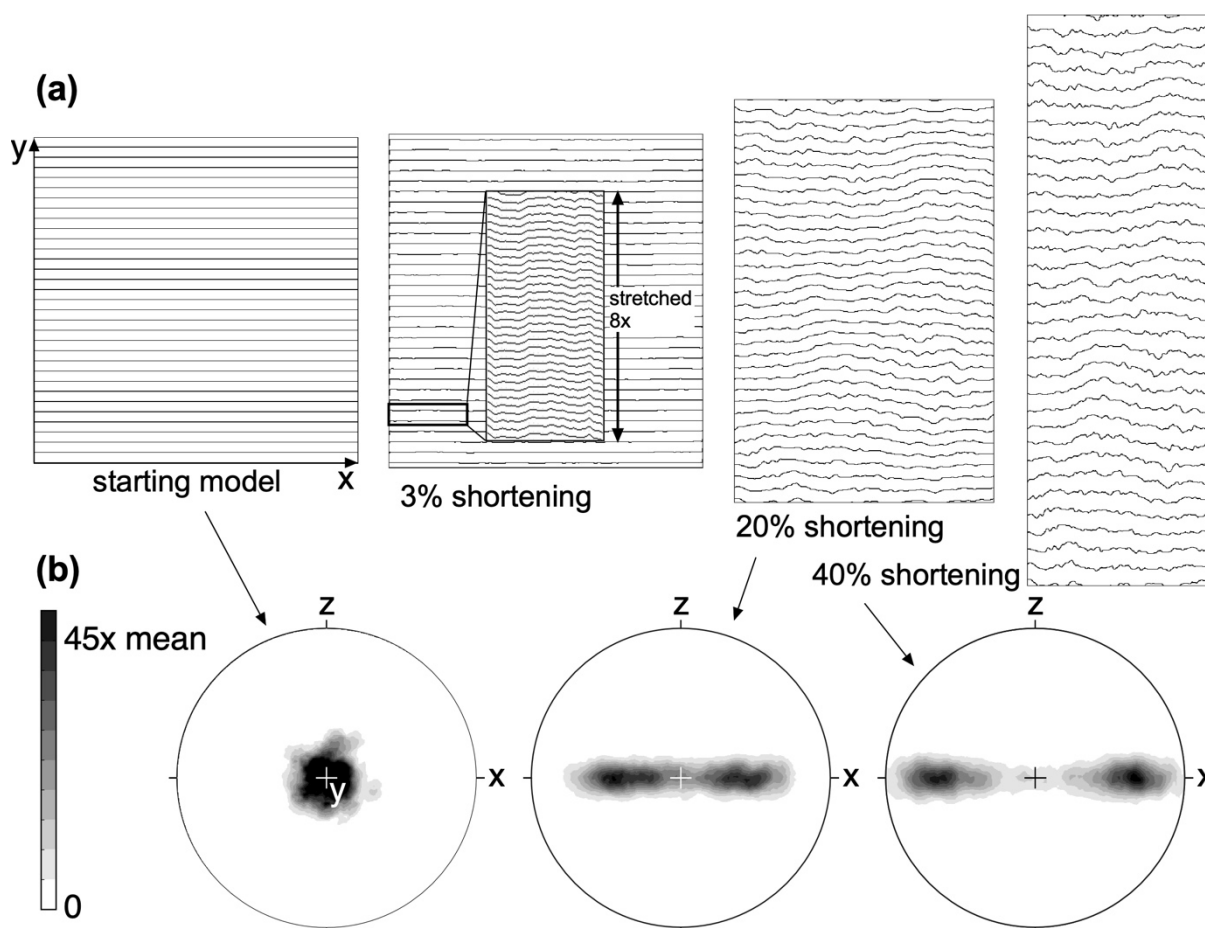 (a)
y
x
starting model
3% shortening
stretched
8x
20% shortening
40% shortening
(b)
45x mean
0
z
x
y
z
x
z
x